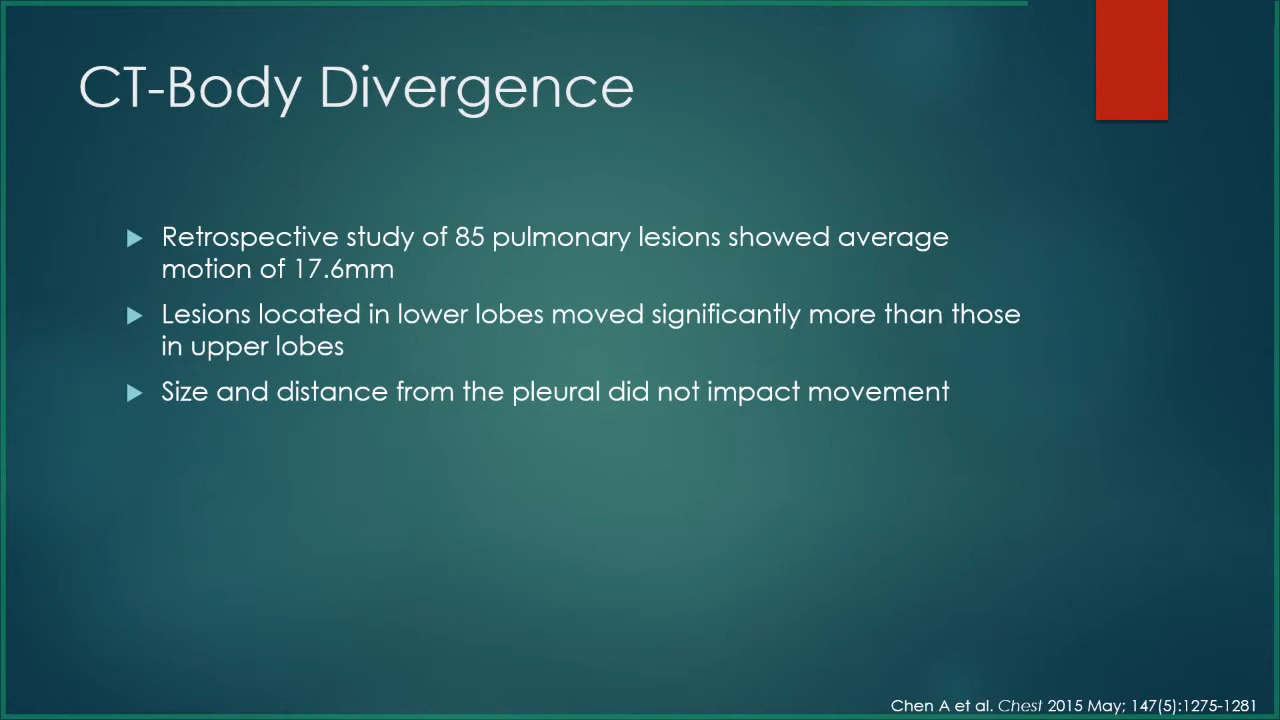 CT-Body Divergence
Retrospective study of 85 pulmonary lesions showed average
motion of 17.6mm
Lesions located in lower lobes moved significantly more than those
in upper lobes
Size and distance from the pleural did not impact movement
Chen A et al. Chest 2015 May; 147(5):1275-1281